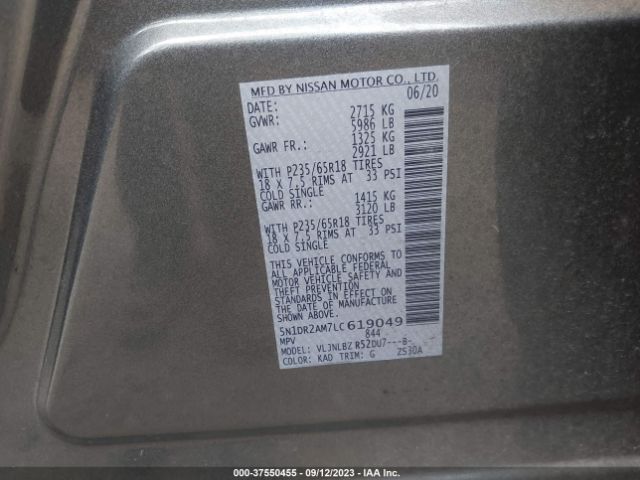 MFD BY NISSAN MOTOR CO., LTD.
DATE: 06/20
GVWR: 2715 KG
5986 LB
GAWR FR.: 1325 KG
2921 LB
WITH P235/65R18 TIRES
18 X 7.5 RIMS AT 33 PSI
COLD SINGLE
GAWR RR.: 1415 KG
3120 LB
WITH P235/65R18 TIRES
18 X 7.5 RIMS AT 33 PSI
COLD SINGLE
THIS VEHICLE CONFORMS TO
ALL APPLICABLE FEDERAL
MOTOR VEHICLE SAFETY AND
THEFT PREVENTION
STANDARDS IN EFFECT ON
THE DATE OF MANUFACTURE
SHOWN ABOVE.
5N1DR2AM7LC619049
MPV 844
MODEL: VLJNLBZ R52DU7---B-
COLOR: KAD TRIM: G ZS30A
000-37550455 - 09/12/2023 - IAA Inc.